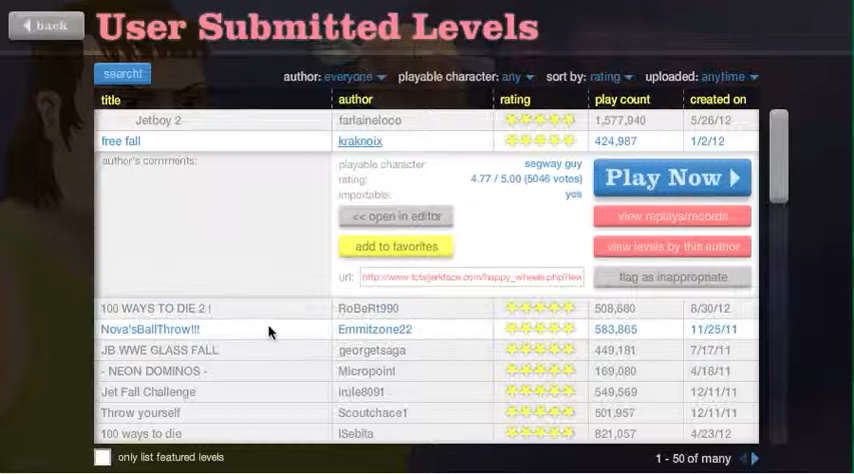 back
User Submitted Levels
search!
author: everyone playable character: any sort by: rating uploaded: anytime
title author rating play count created on
Jetboy 2 farlaineloco 1,577,940 5/26/12
free fall kraknoix 424,987 1/2/12
author's comments:
playable character: segway guy
rating: 4.77 / 5.00 (5046 votes)
importable: yes
Play Now
<< open in editor
view replays/records
add to favorites
view levels by this author
url: http://www.totaljerkface.com/happy_wheels.php?lev
flag as inappropriate
100 WAYS TO DIE 2 ! RoBeRt990 508,680 8/30/12
Nova'sBallThrow!!! Emmitzone22 583,865 11/25/11
JB WWE GLASS FALL georgetsaga 449,181 7/17/11
- NEON DOMINOS - Micropoint 169,080 4/18/11
Jet Fall Challenge irule8091 549,569 12/11/11
Throw yourself Scoutchace1 501,957 12/11/11
100 ways to die ISebita 821,057 4/23/12
only list featured levels
1 - 50 of many